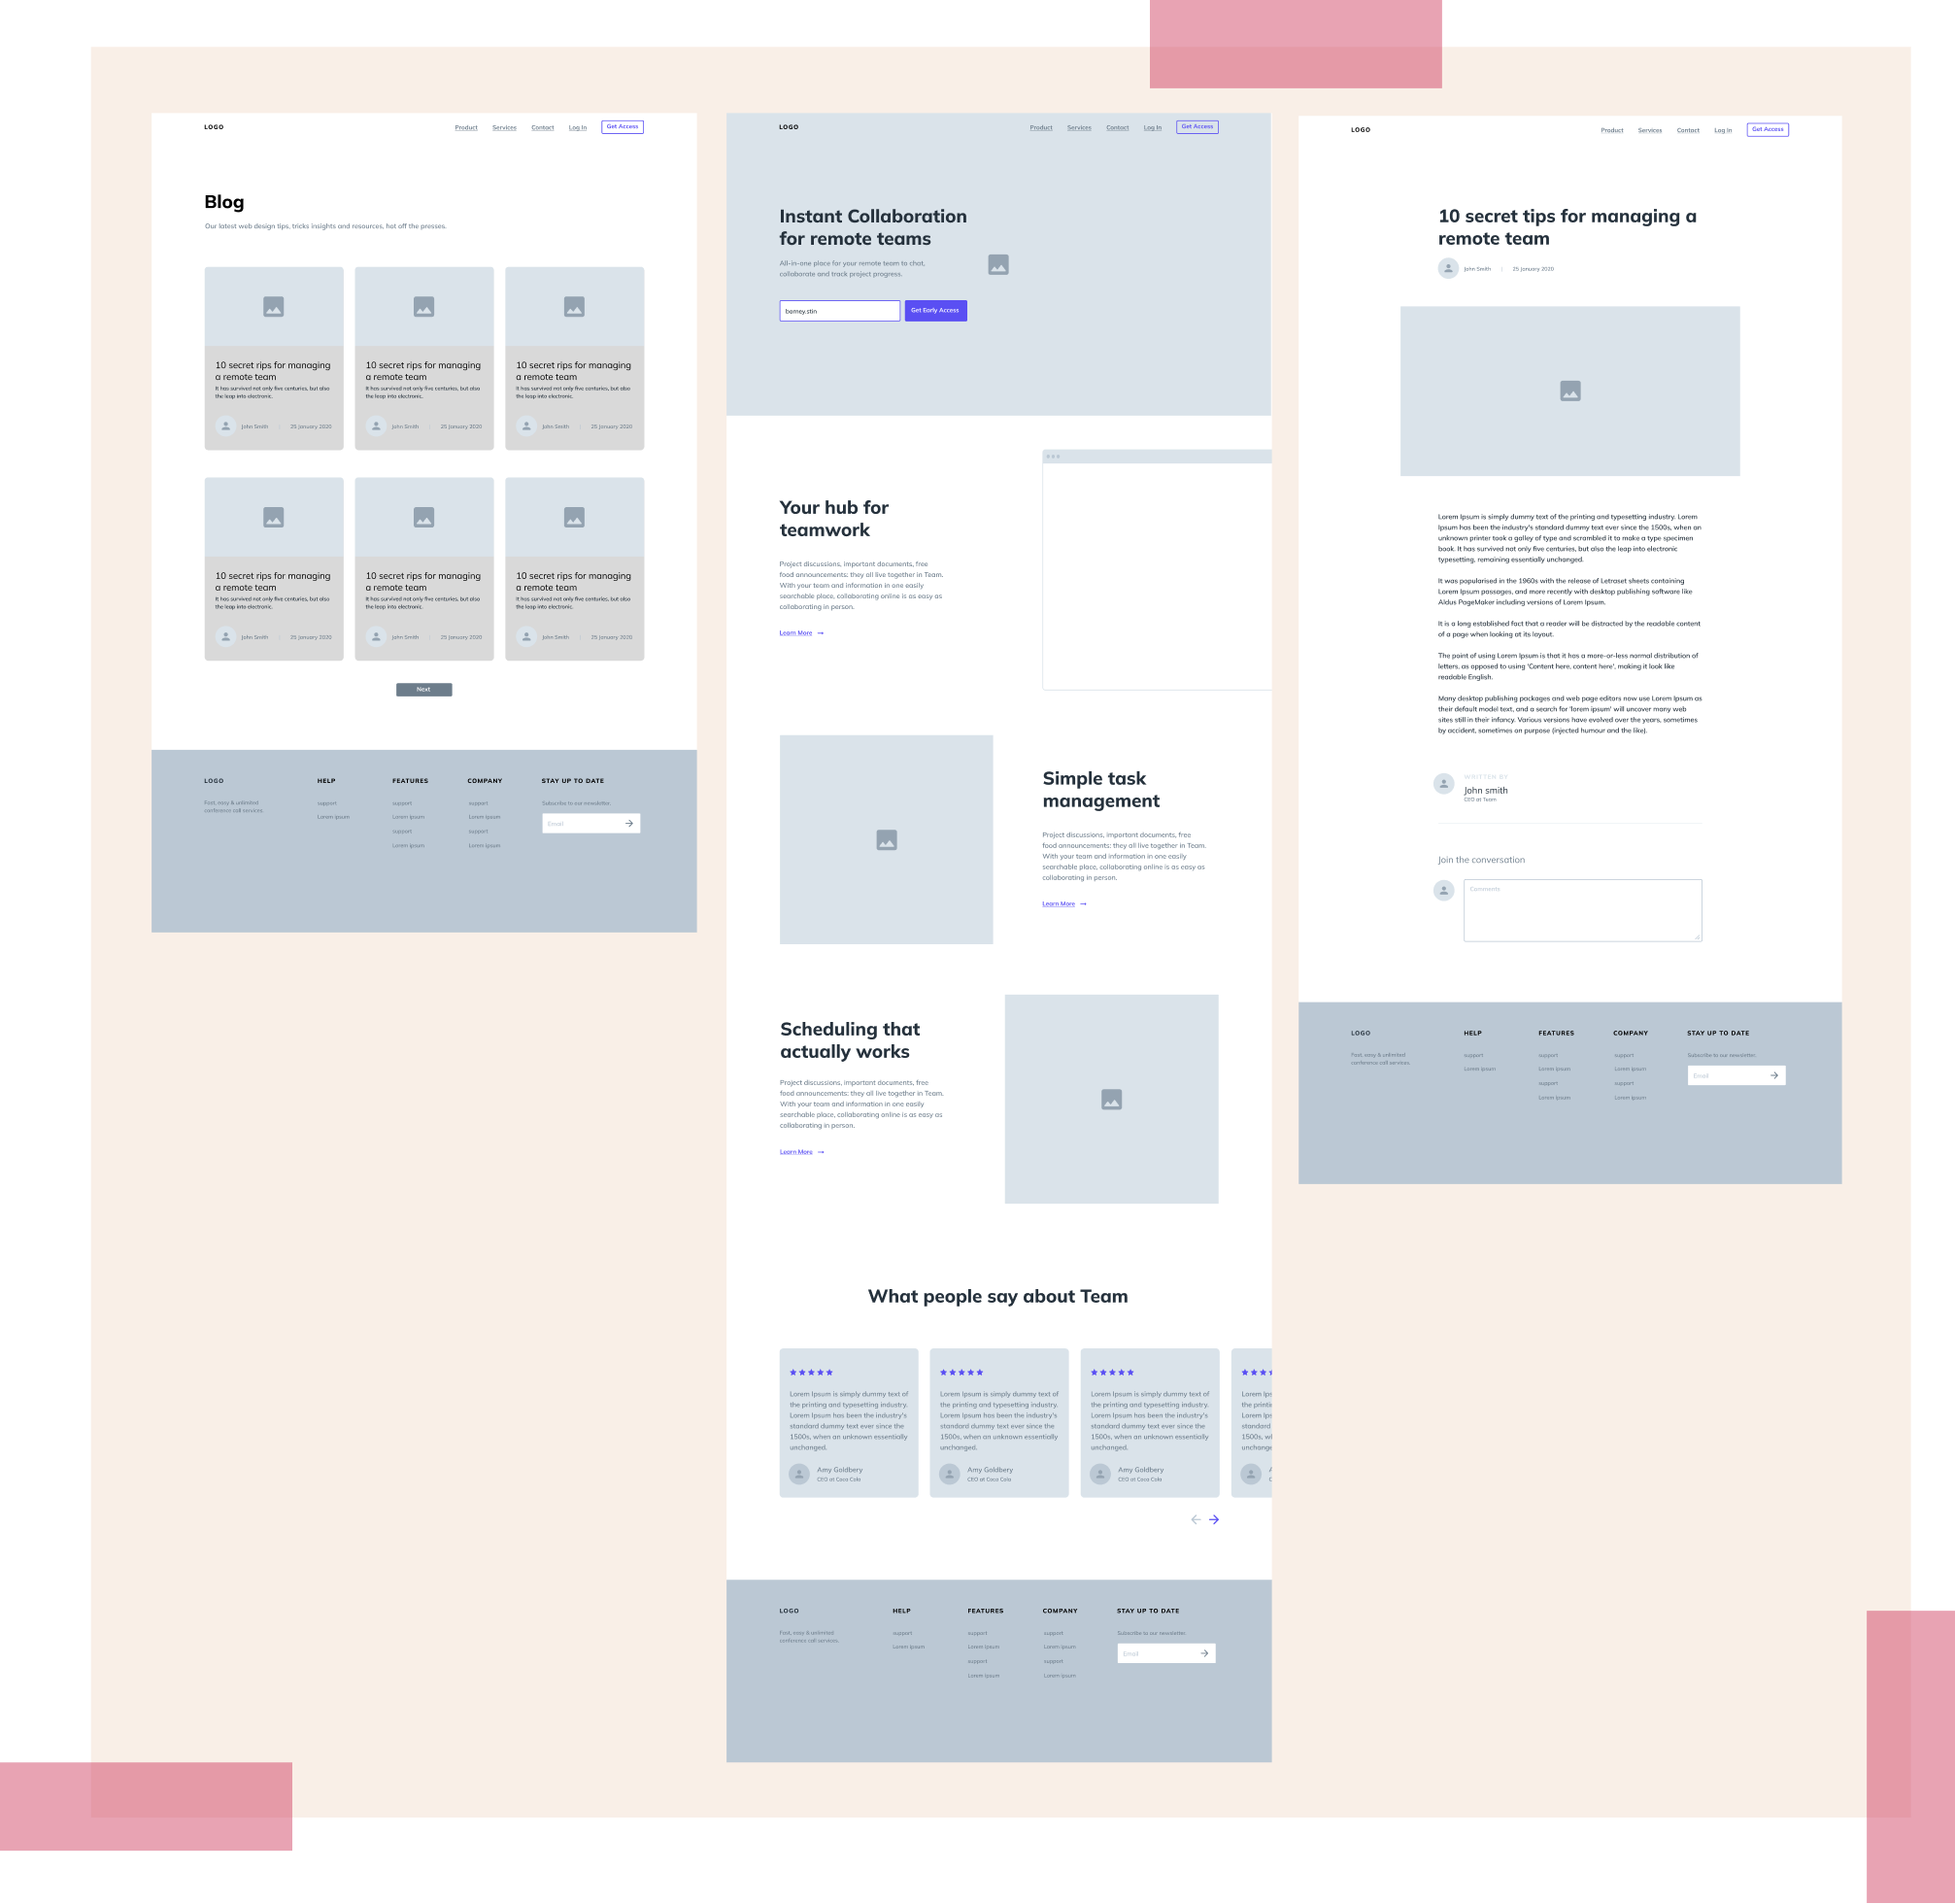 LOGO
Product Services Contact Log In Get Access
Blog
Our latest web design tips, tricks insights and resources, hot off the presses.
10 secret rips for managing
a remote team
It has survived not only five centuries, but also
the leap into electronic.
John Smith | 25 January 2020
10 secret rips for managing
a remote team
It has survived not only five centuries, but also
the leap into electronic.
John Smith | 25 January 2020
10 secret rips for managing
a remote team
It has survived not only five centuries, but also
the leap into electronic.
John Smith | 25 January 2020
10 secret rips for managing
a remote team
It has survived not only five centuries, but also
the leap into electronic.
John Smith | 25 January 2020
10 secret rips for managing
a remote team
It has survived not only five centuries, but also
the leap into electronic.
John Smith | 25 January 2020
10 secret rips for managing
a remote team
It has survived not only five centuries, but also
the leap into electronic.
John Smith | 25 January 2020
Next
LOGO
Fast, easy & unlimited
conference call services.
HELP
support
Lorem ipsum
FEATURES
support
Lorem ipsum
support
Lorem ipsum
COMPANY
support
Lorem ipsum
support
Lorem ipsum
STAY UP TO DATE
Subscribe to our newsletter.
Email
LOGO
Product Services Contact Log In Get Access
Instant Collaboration
for remote teams
All-in-one place for your remote team to chat,
collaborate and track project progress.
berney.stin
Get Early Access
Your hub for
teamwork
Project discussions, important documents, free
food announcements: they all live together in Team.
With your team and information in one easily
searchable place, collaborating online is as easy as
collaborating in person.
Learn More →
Simple task
management
Project discussions, important documents, free
food announcements: they all live together in Team.
With your team and information in one easily
searchable place, collaborating online is as easy as
collaborating in person.
Learn More →
Scheduling that
actually works
Project discussions, important documents, free
food announcements: they all live together in Team.
With your team and information in one easily
searchable place, collaborating online is as easy as
collaborating in person.
Learn More →
What people say about Team
Lorem Ipsum is simply dummy text of
the printing and typesetting industry.
Lorem Ipsum has been the industry's
standard dummy text ever since the
1500s, when an unknown essentially
unchanged.
Amy Goldbery
CEO at Coca Cola
Lorem Ipsum is simply dummy text of
the printing and typesetting industry.
Lorem Ipsum has been the industry's
standard dummy text ever since the
1500s, when an unknown essentially
unchanged.
Amy Goldbery
CEO at Coca Cola
Lorem Ipsum is simply dummy text of
the printing and typesetting industry.
Lorem Ipsum has been the industry's
standard dummy text ever since the
1500s, when an unknown essentially
unchanged.
Amy Goldbery
CEO at Coca Cola
Lorem
the
Lorem
standard
1500s,
LOGO
Fast, easy & unlimited
conference call services.
HELP
support
Lorem ipsum
FEATURES
support
Lorem ipsum
support
Lorem ipsum
COMPANY
support
Lorem ipsum
support
Lorem ipsum
STAY UP TO DATE
Subscribe to our newsletter.
Email
LOGO
Product Services Contact Log In Get Access
10 secret tips for managing a
remote team
John Smith | 25 January 2020
Lorem Ipsum is simply dummy text of the printing and typesetting industry. Lorem
Ipsum has been the industry's standard dummy text ever since the 1500s, when an
unknown printer took a galley of type and scrambled it to make a type specimen
book. It has survived not only five centuries, but also the leap into electronic
typesetting, remaining essentially unchanged.
It was popularised in the 1960s with the release of Letraset sheets containing
Lorem Ipsum passages, and more recently with desktop publishing software like
Aldus PageMaker including versions of Lorem Ipsum.
It is a long established fact that a reader will be distracted by the readable content
of a page when looking at its layout.
The point of using Lorem Ipsum is that it has a more-or-less normal distribution of
letters, as opposed to using 'Content here, content here', making it look like
readable English.
Many desktop publishing packages and web page editors now use Lorem Ipsum as
their default model text, and a search for 'lorem ipsum' will uncover many web
sites still in their infancy. Various versions have evolved over the years, sometimes
by accident, sometimes on purpose (injected humour and the like).
WRITTEN BY
John smith
CEO at Team
Join the conversation
Comments
LOGO
Fast, easy & unlimited
conference call services.
HELP
support
Lorem ipsum
FEATURES
support
Lorem ipsum
support
Lorem ipsum
COMPANY
support
Lorem ipsum
support
Lorem ipsum
STAY UP TO DATE
Subscribe to our newsletter.
Email